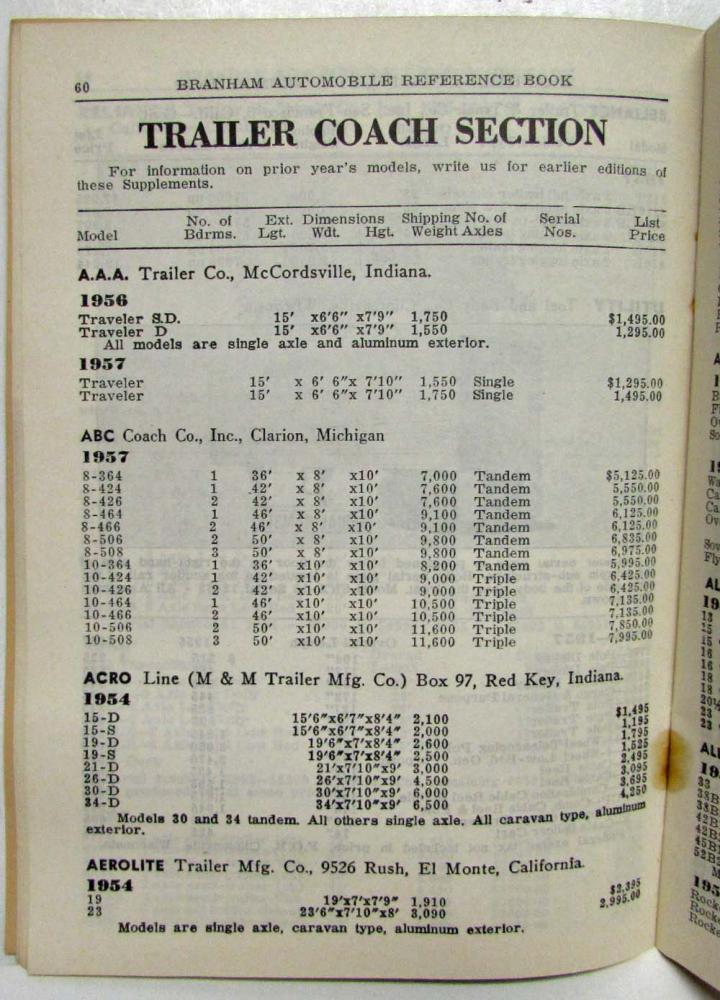 60 BRANHAM AUTOMOBILE REFERENCE BOOK
TRAILER COACH SECTION
For information on prior year's models, write us for earlier editions of
these Supplements.
No. of Ext. Dimensions Shipping No. of Serial List
Model Bdrms. Lgt. Wdt. Hgt. Weight Axles Nos. Price
A.A.A. Trailer Co., McCordsville, Indiana.
1956
Traveler S.D. 15' x6'6" x7'9" 1,750 $1,495.00
Traveler D 15' x6'6" x7'9" 1,550 1,295.00
All models are single axle and aluminum exterior.
1957
Traveler 15' x 6' 6"x 7'10" 1,550 Single $1,295.00
Traveler 15' x 6' 6"x 7'10" 1,750 Single 1,495.00
ABC Coach Co., Inc., Clarion, Michigan
1957
8-364 1 36' x 8' x10' 7,000 Tandem $5,125.00
8-424 1 42' x 8' x10' 7,600 Tandem 5,550.00
8-426 2 42' x 8' x10' 7,600 Tandem 5,550.00
8-464 1 46' x 8' x10' 9,100 Tandem 6,125.00
8-466 2 46' x 8' x10' 9,100 Tandem 6,125.00
8-506 2 50' x 8' x10' 9,800 Tandem 6,835.00
8-508 3 50' x 8' x10' 9,800 Tandem 6,975.00
10-364 1 36' x10' x10' 8,200 Tandem 5,995.00
10-424 1 42' x10' x10' 9,000 Triple 6,425.00
10-426 2 42' x10' x10' 9,000 Triple 6,425.00
10-464 1 46' x10' x10' 10,500 Triple 7,135.00
10-466 2 46' x10' x10' 10,500 Triple 7,135.00
10-506 2 50' x10' x10' 11,600 Triple 7,850.00
10-508 3 50' x10' x10' 11,600 Triple 7,995.00
ACRO Line (M & M Trailer Mfg. Co.) Box 97, Red Key, Indiana.
1954
15-D 15'6"x6'7"x8'4" 2,100 $1,495
15-S 15'6"x6'7"x8'4" 2,000 1,195
19-D 19'6"x7'x8'4" 2,600 1,795
19-S 19'6"x7'x8'4" 2,500 1,525
21-D 21'x7'10"x9' 3,000 2,495
26-D 26'x7'10"x9' 4,500 3,095
30-D 30'x7'10"x9' 6,000 3,695
34-D 34'x7'10"x9' 6,500 4,250
Models 30 and 34 tandem. All others single axle. All caravan type, aluminum
exterior.
AEROLITE Trailer Mfg. Co., 9526 Rush, El Monte, California.
1954
19 19'x7'x7'9" 1,910 $2,395
23 23'6"x7'10"x8' 3,090 2,995.00
Models are single axle, caravan type, aluminum exterior.